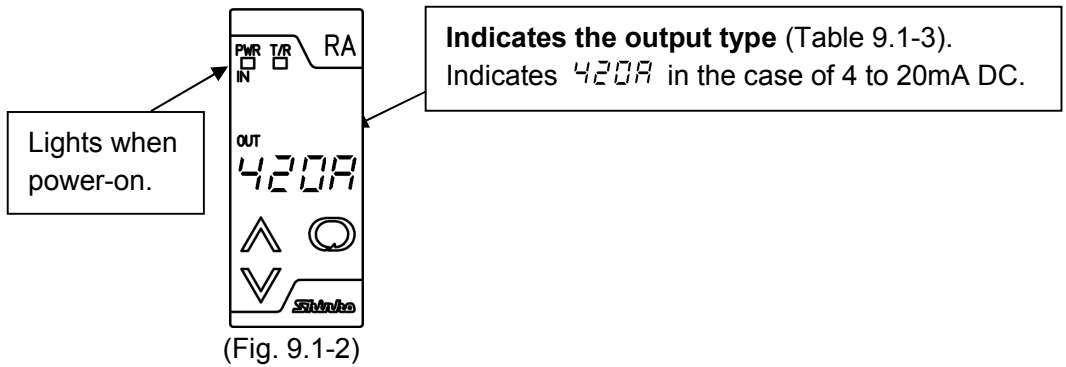 PWR T/R RA
IN
Indicates the output type (Table 9.1-3).
Indicates 420A in the case of 4 to 20mA DC.
Lights when
power-on.
OUT
420A
Shinko
(Fig. 9.1-2)